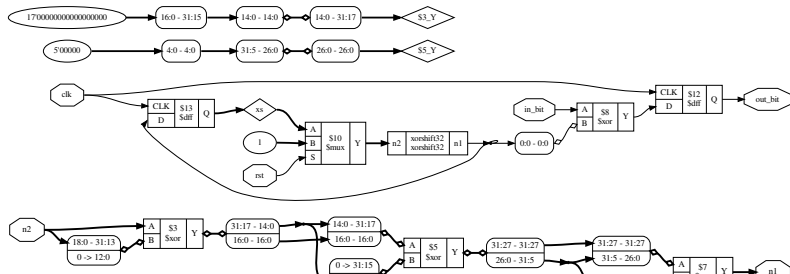 17'00000000000000000 16:0 - 31:15 14:0 - 14:0 14:0 - 31:17 $3_Y
5'00000 4:0 - 4:0 31:5 - 26:0 26:0 - 26:0 $5_Y
clk
CLK D $13 $dff Q
xs
1
rst
A B S $10 $mux Y
n2 xorshift32 xorshift32 n1
0:0 - 0:0
in_bit
A B $8 $xor Y
CLK D $12 $dff Q
out_bit
n2
18:0 - 31:13
0 -> 12:0
A B $3 $xor Y
31:17 - 14:0
16:0 - 16:0
14:0 - 31:17
16:0 - 16:0
0 -> 31:15
A B $5 $xor Y
31:27 - 31:27
26:0 - 31:5
31:27 - 31:27
31:5 - 26:0
A $7 Y
n1